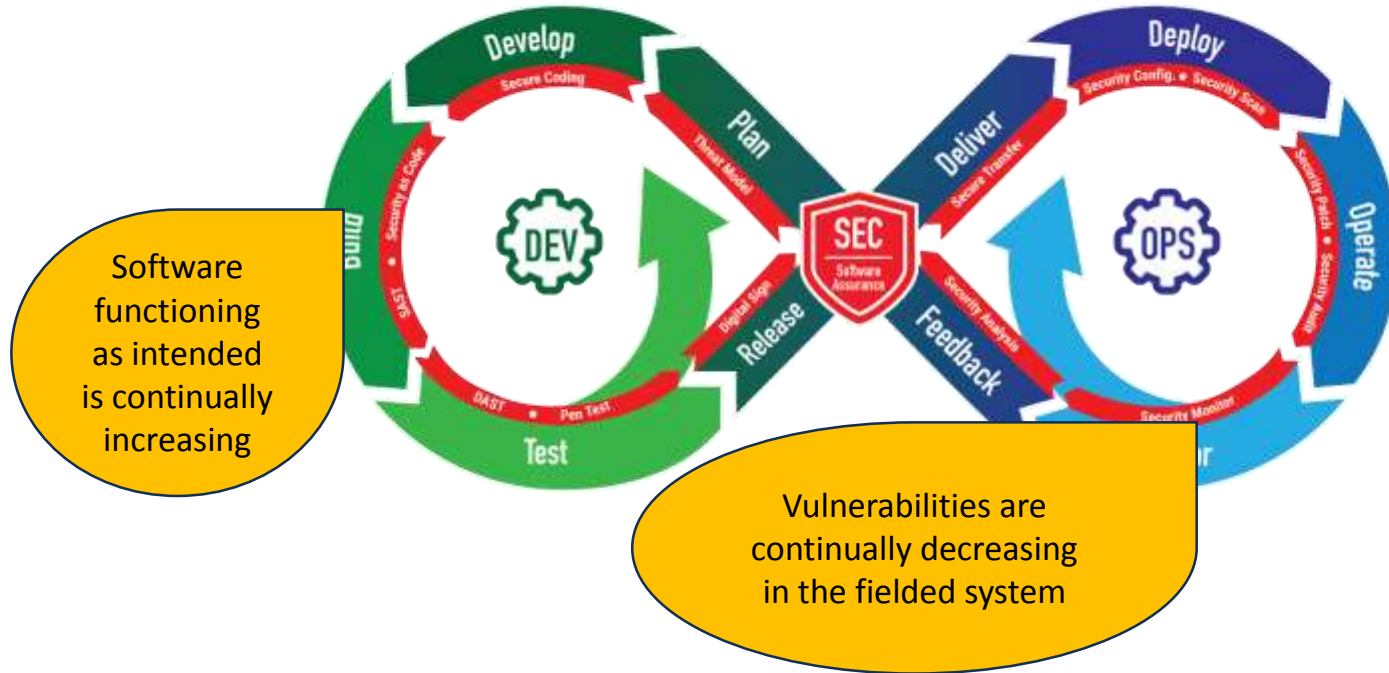 Develop
Secure Coding
Plan
Threat Model
Deliver
Secure Transfer
Deploy
Security Config. • Security Scan
Build
SAST • Security as Code
DEV
SEC
Software
Assurance
OPS
Operate
Security Patch • Security Audit
Software
functioning
as intended
is continually
increasing
Digital Sign
Release
Security Analysis
Feedback
DAST • Pen Test
Test
Security Monitor
or
Vulnerabilities are
continually decreasing
in the fielded system